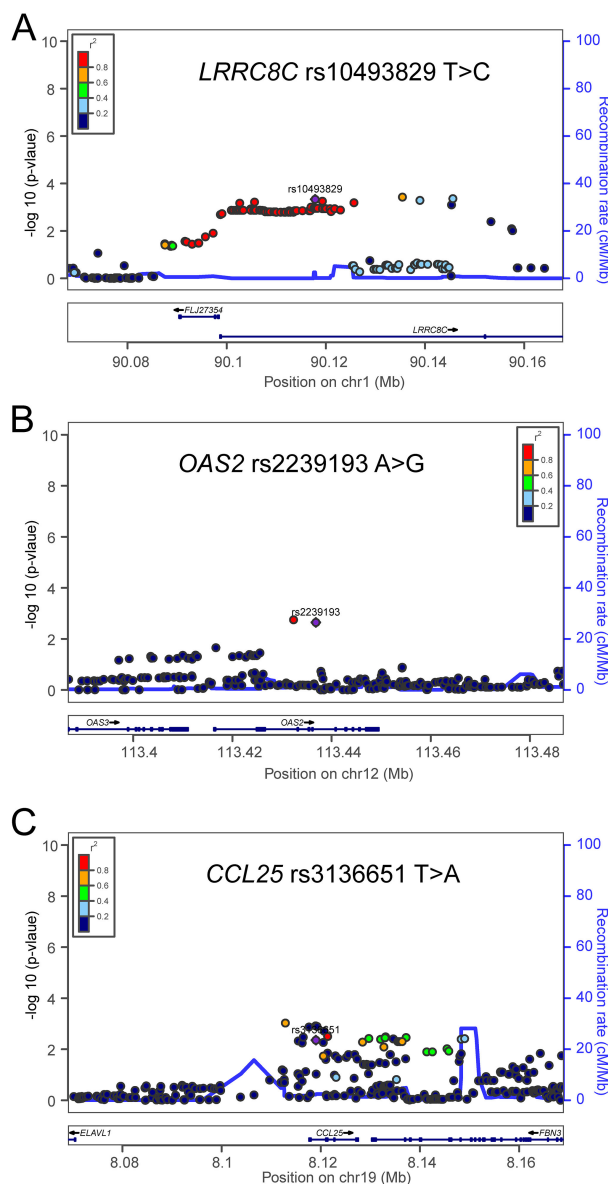 A
LRRC8C rs10493829 T>C
r2
0.8
0.6
0.4
0.2
rs10493829
10
8
6
4
2
0
-log 10 (p-vlaue)
100
80
60
40
20
0
Recombination rate (cM/Mb)
FLJ27354
LRRC8C
90.08 90.1 90.12 90.14 90.16
Position on chr1 (Mb)
B
OAS2 rs2239193 A>G
r2
0.8
0.6
0.4
0.2
rs2239193
10
8
6
4
2
0
-log 10 (p-vlaue)
100
80
60
40
20
0
Recombination rate (cM/Mb)
OAS3 OAS2
113.4 113.42 113.44 113.46 113.48
Position on chr12 (Mb)
C
CCL25 rs3136651 T>A
r2
0.8
0.6
0.4
0.2
rs3136651
10
8
6
4
2
0
-log 10 (p-vlaue)
100
80
60
40
20
0
Recombination rate (cM/Mb)
ELAVL1 CCL25 FBN3
8.08 8.1 8.12 8.14 8.16
Position on chr19 (Mb)